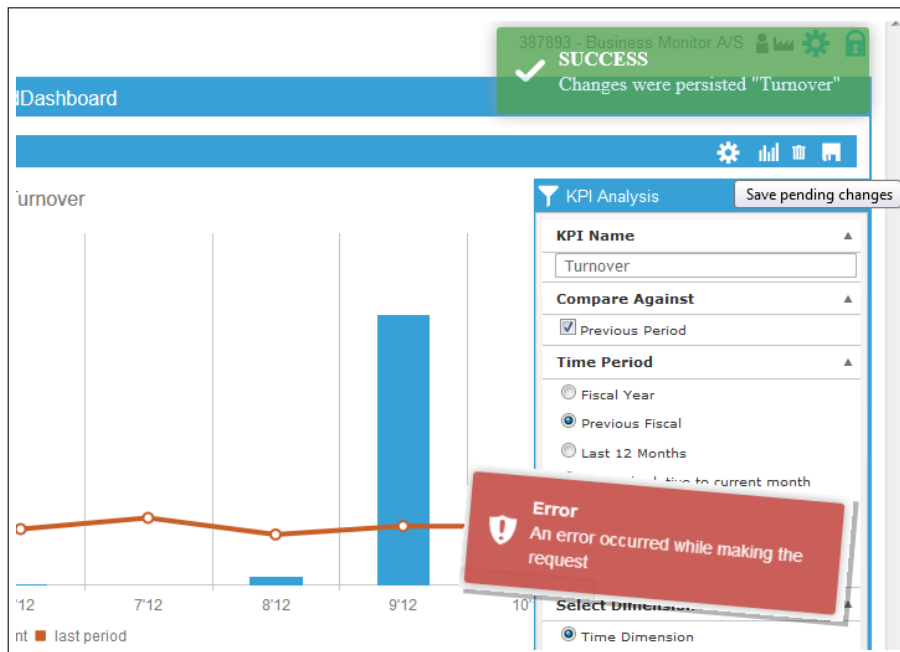 387893 - Business Monitor A/S
SUCCESS
Changes were persisted "Turnover"
dDashboard
Save pending changes
Turnover
KPI Analysis
KPI Name
Turnover
Compare Against
Previous Period
Time Period
Fiscal Year
Previous Fiscal
Last 12 Months
to current month
Error
An error occurred while making the
request
'12
7'12
8'12
9'12
10'
Select Dimension
Time Dimension
nt
last period